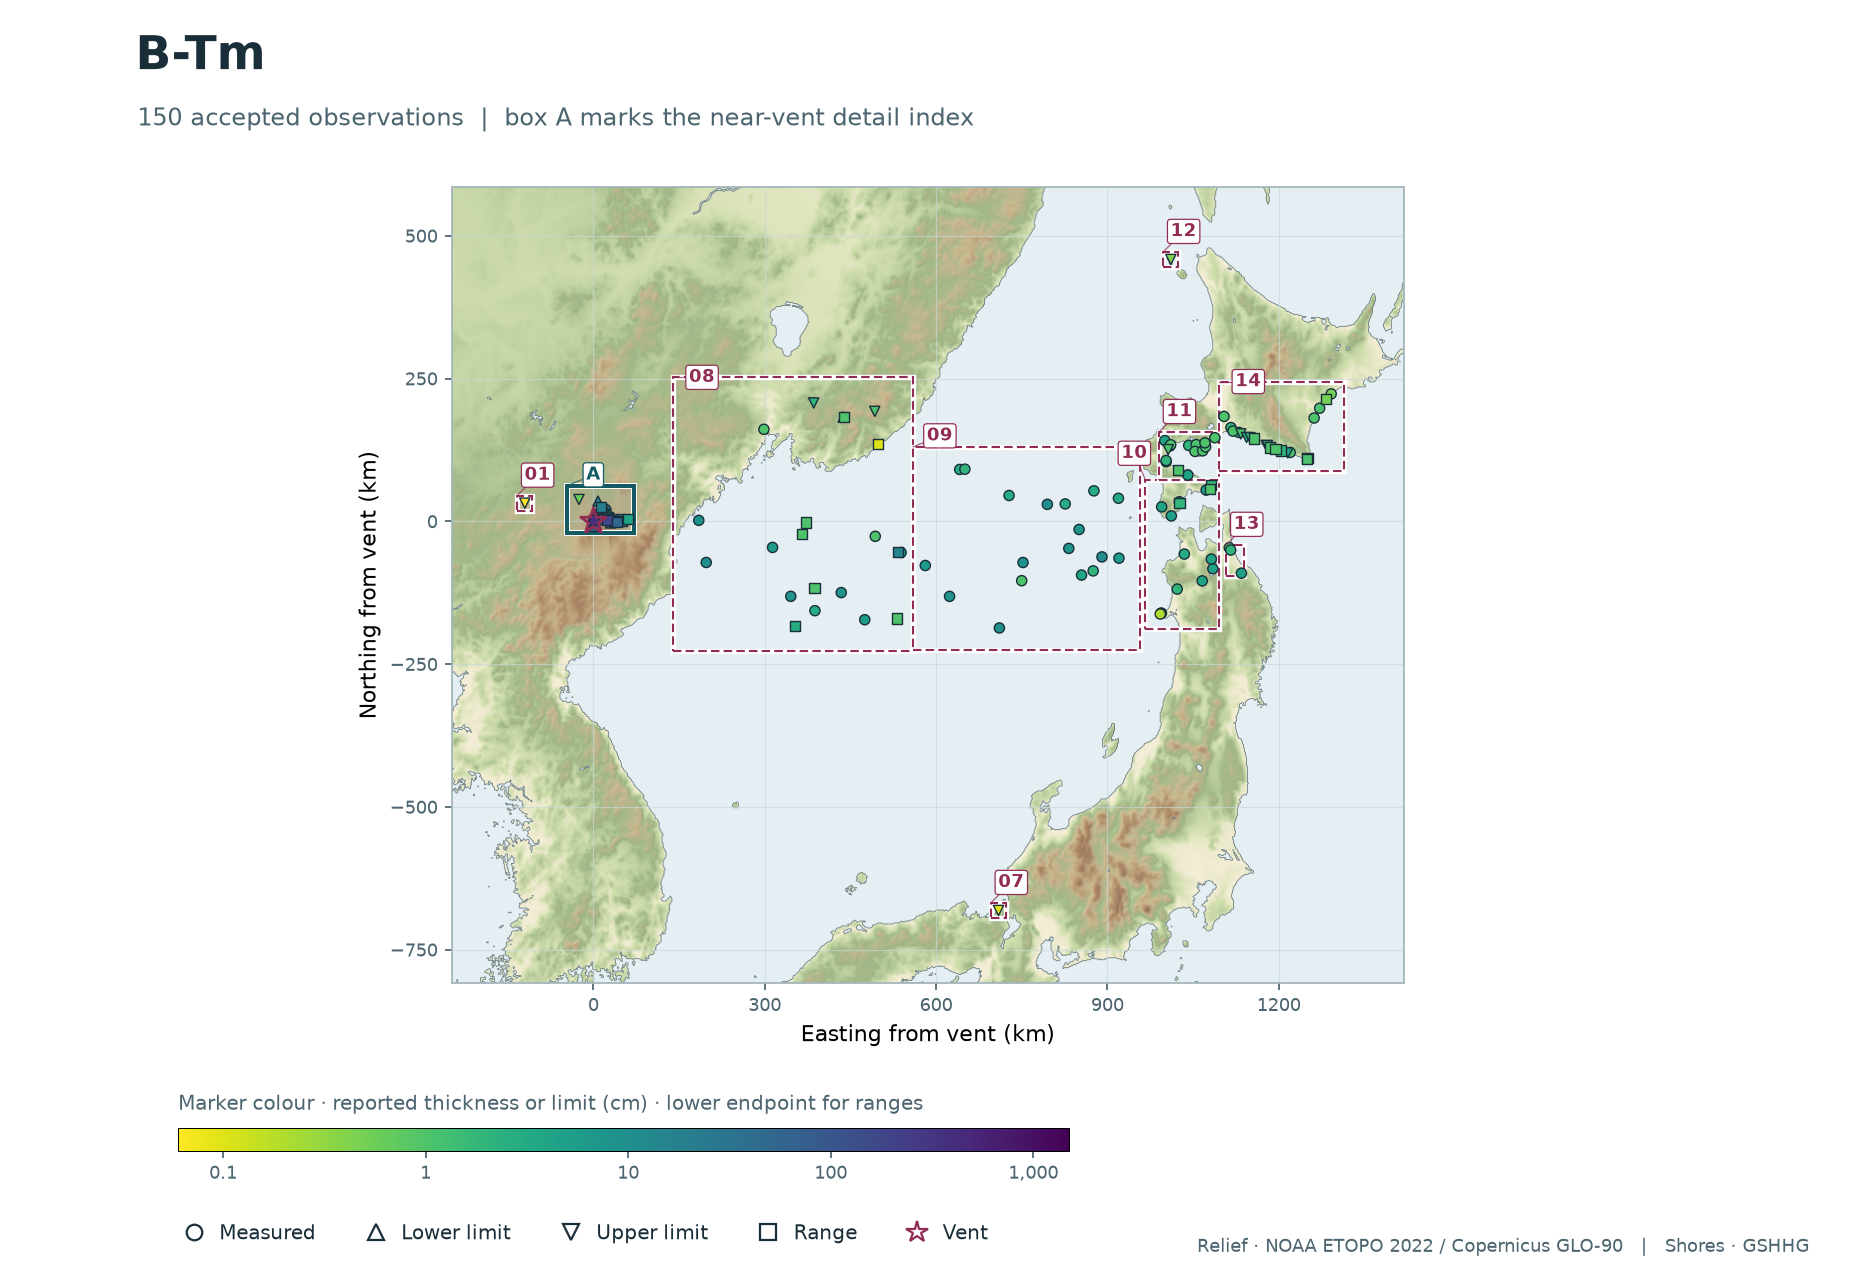 B-Tm
150 accepted observations | box A marks the near-vent detail index
12
500
08
250
14
11
09
10
01
A
13
0
−250
−500
07
−750
Northing from vent (km)
0
300
600
900
1200
Easting from vent (km)
Marker colour · reported thickness or limit (cm) · lower endpoint for ranges
0.1
1
10
100
1,000
Measured
Lower limit
Upper limit
Range
Vent
Relief · NOAA ETOPO 2022 / Copernicus GLO-90 | Shores · GSHHG